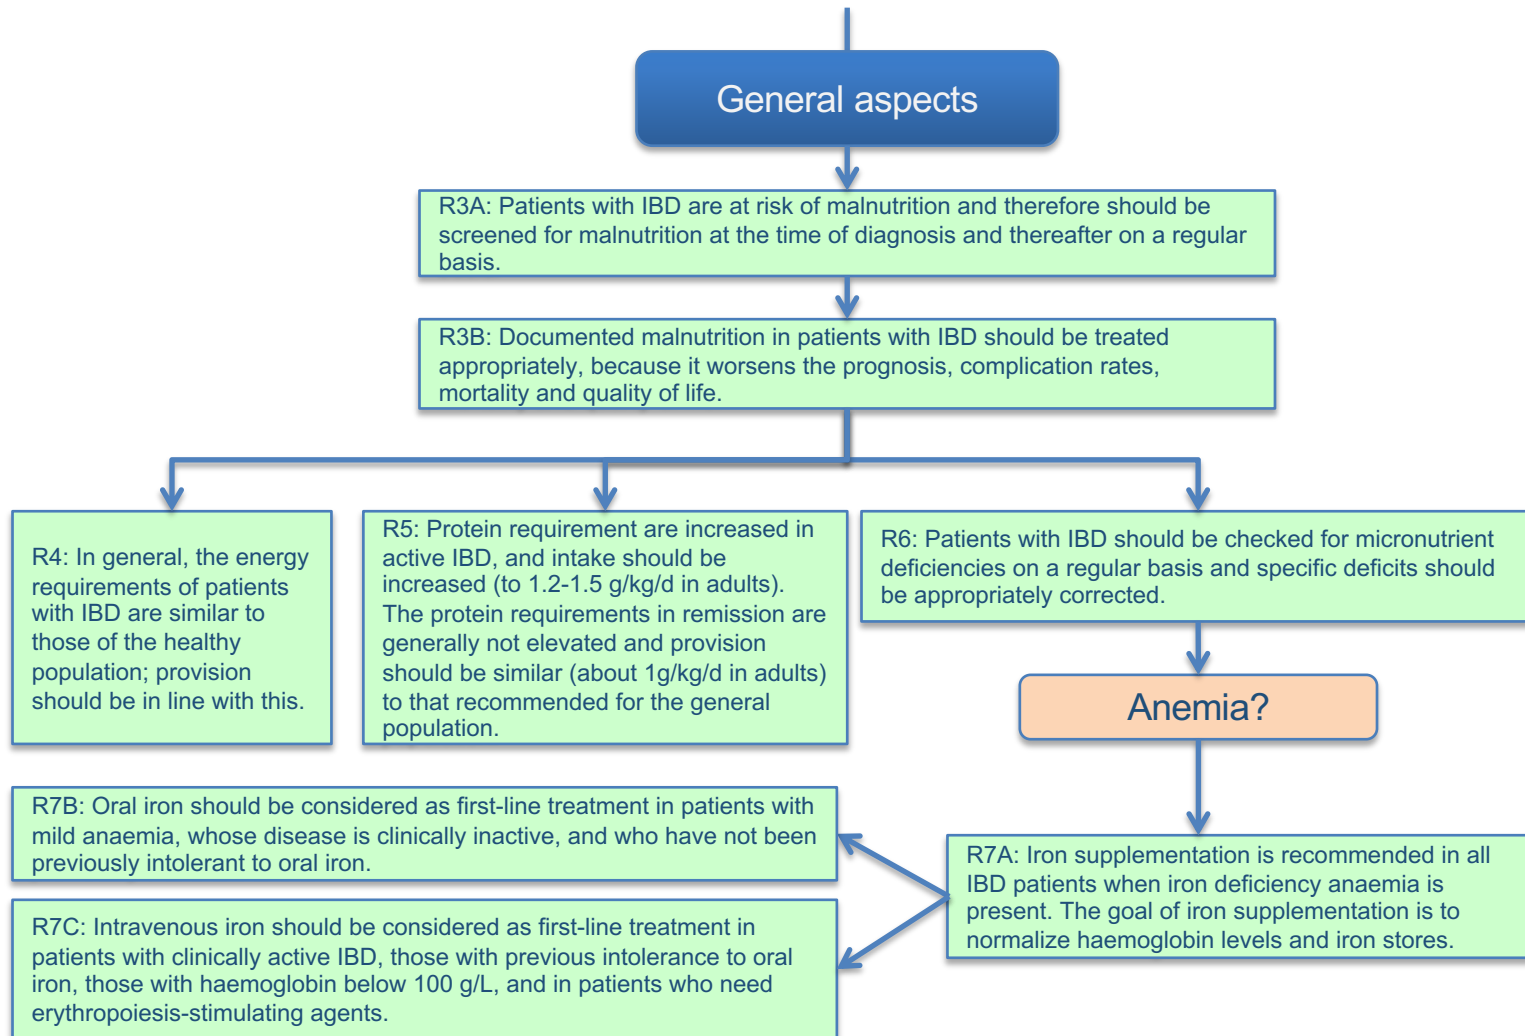 General aspects
R3A: Patients with IBD are at risk of malnutrition and therefore should be
screened for malnutrition at the time of diagnosis and thereafter on a regular
basis.
R3B: Documented malnutrition in patients with IBD should be treated
appropriately, because it worsens the prognosis, complication rates,
mortality and quality of life.
R4: In general, the energy
requirements of patients
with IBD are similar to
those of the healthy
population; provision
should be in line with this.
R5: Protein requirement are increased in
active IBD, and intake should be
increased (to 1.2-1.5 g/kg/d in adults).
The protein requirements in remission are
generally not elevated and provision
should be similar (about 1g/kg/d in adults)
to that recommended for the general
population.
R6: Patients with IBD should be checked for micronutrient
deficiencies on a regular basis and specific deficits should
be appropriately corrected.
Anemia?
R7B: Oral iron should be considered as first-line treatment in patients with
mild anaemia, whose disease is clinically inactive, and who have not been
previously intolerant to oral iron.
R7A: Iron supplementation is recommended in all
IBD patients when iron deficiency anaemia is
present. The goal of iron supplementation is to
normalize haemoglobin levels and iron stores.
R7C: Intravenous iron should be considered as first-line treatment in
patients with clinically active IBD, those with previous intolerance to oral
iron, those with haemoglobin below 100 g/L, and in patients who need
erythropoiesis-stimulating agents.